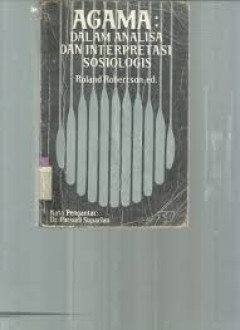 AGAMA:
DALAM ANALISA
DAN INTERPRETASI
SOSIOLOGIS
Roland Robertson, ed.
Kata Pengantar:
Dr. Parsudi Suparlan